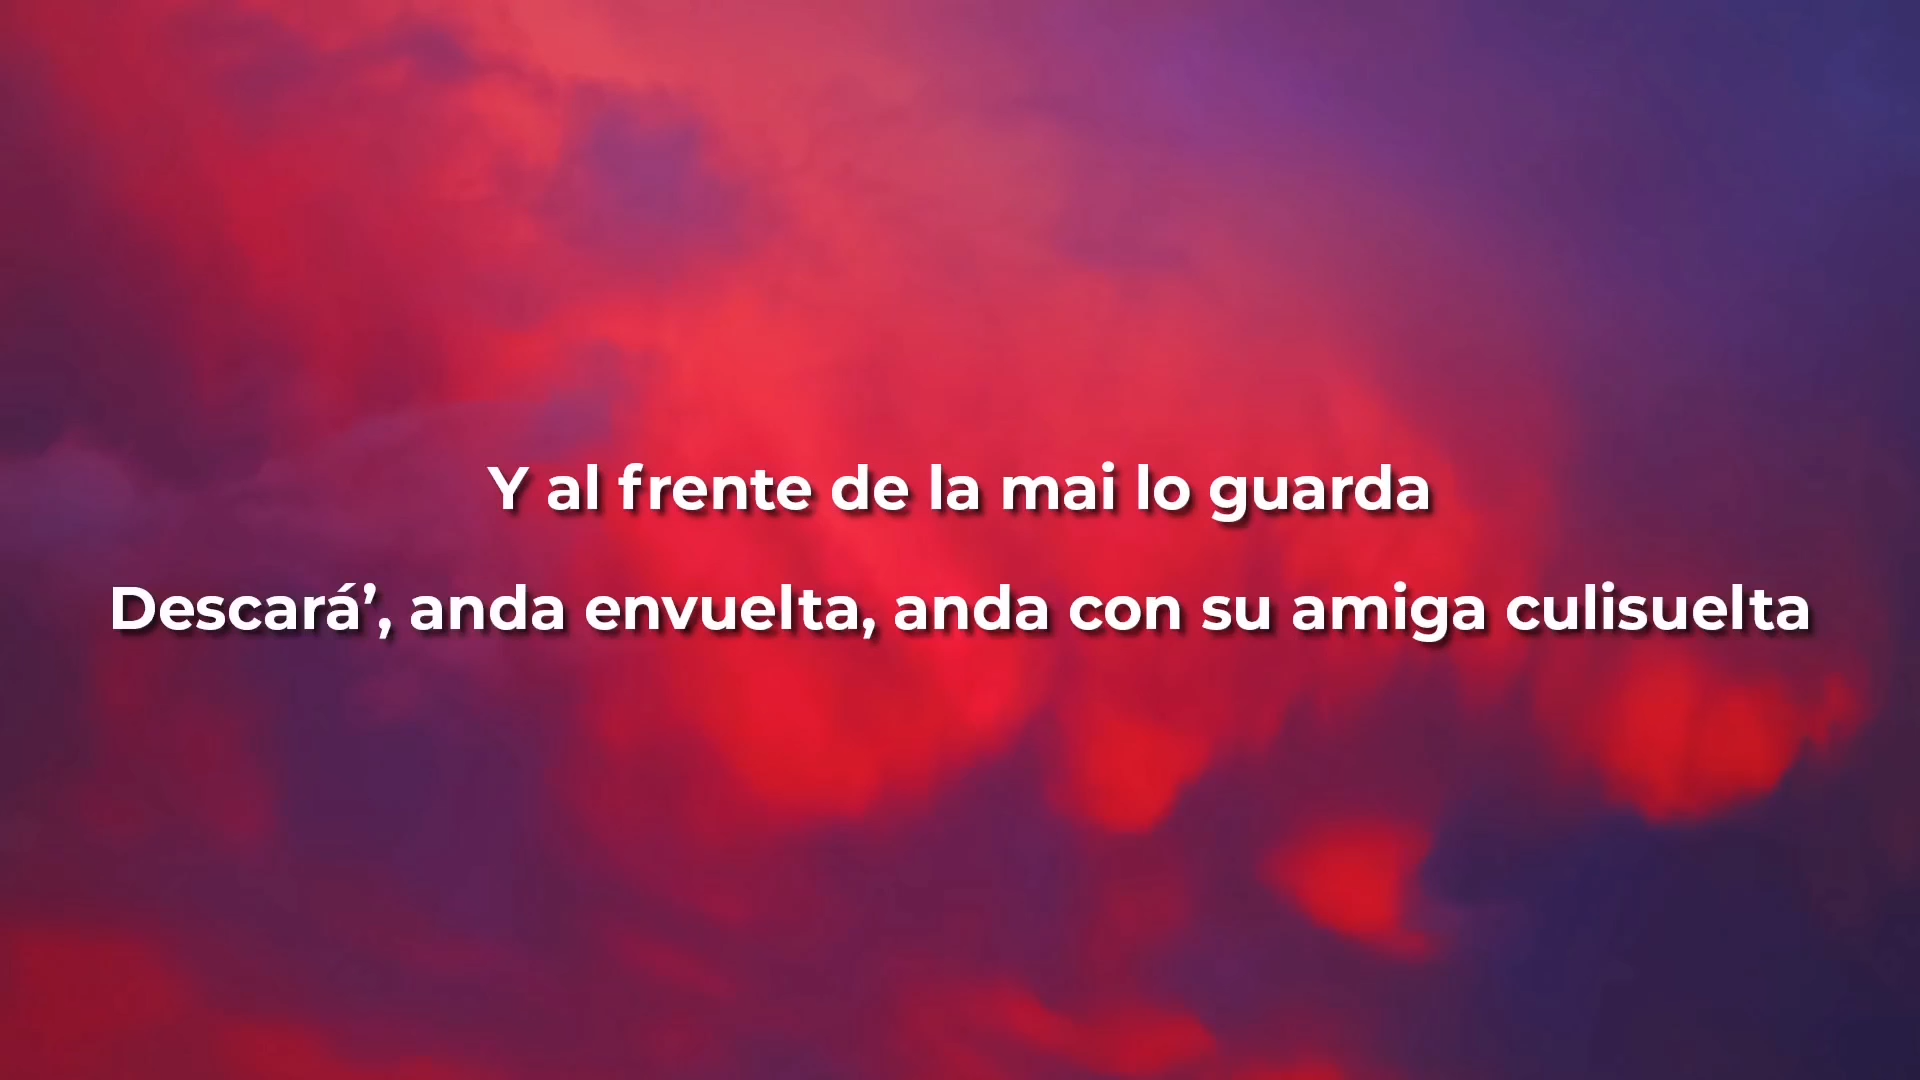 Y al frente de la mai lo guarda
Descará’, anda envuelta, anda con su amiga culisuelta